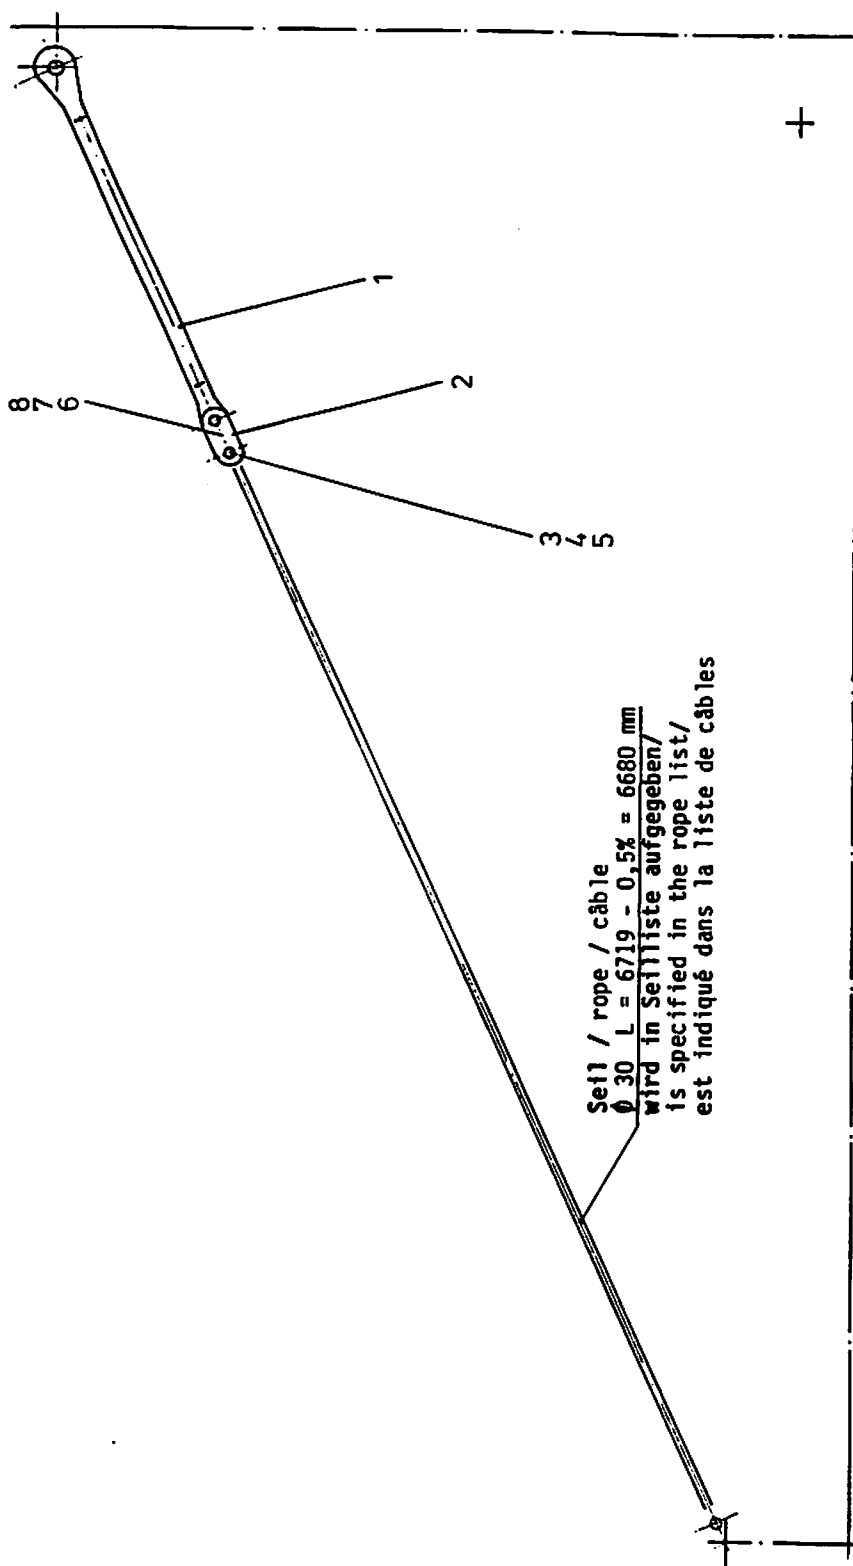 8
7
6
1
2
3
4
5
Seil / rope / câble
ϕ 30 L = 6719 - 0,5% = 6680 mm
wird in Seilliste aufgegeben/
is specified in the rope list/
est indiqué dans la liste de câbles